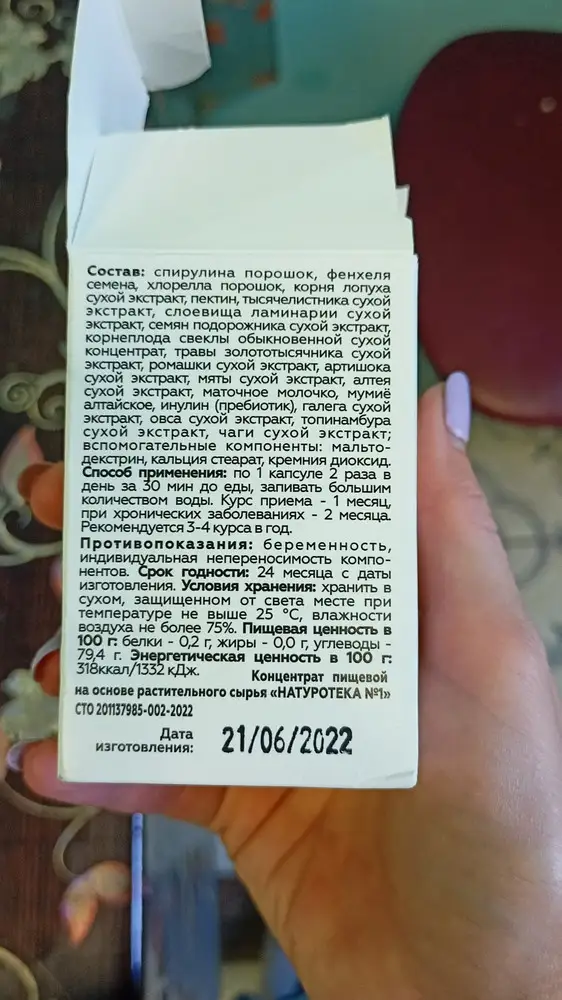 Состав: спирулина порошок, фенхеля
семена, хлорелла порошок, корня лопуха
сухой экстракт, пектин, тысячелистника сухой
экстракт, слоевища ламинарии сухой
экстракт, семян подорожника сухой экстракт,
корнеплода свеклы обыкновенной сухой
концентрат, травы золототысячника сухой
экстракт, ромашки сухой экстракт, артишока
сухой экстракт, мяты сухой экстракт, алтея
сухой экстракт, маточное молочко, мумиё
алтайское, инулин (пребиотик), галега сухой
экстракт, овса сухой экстракт, топинамбура
сухой экстракт, чаги сухой экстракт;
вспомогательные компоненты: мальто-
декстрин, кальция стеарат, кремния диоксид.
Способ применения: по 1 капсуле 2 раза в
день за 30 мин до еды, запивать большим
количеством воды. Курс приема - 1 месяц,
при хронических заболеваниях - 2 месяца.
Рекомендуется 3-4 курса в год.
Противопоказания: беременность,
индивидуальная непереносимость компо-
нентов. Срок годности: 24 месяца с даты
изготовления. Условия хранения: хранить в
сухом, защищенном от света месте при
температуре не выше 25 °С, влажности
воздуха не более 75%. Пищевая ценность в
100 г: белки - 0,2 г, жиры - 0,0 г, углеводы -
79,4 г. Энергетическая ценность в 100 г:
318ккал/1332 кДж.
Концентрат пищевой
на основе растительного сырья «НАТУРОТЕКА №1»
СТО 201137985-002-2022
Дата
изготовления:
21/06/2022